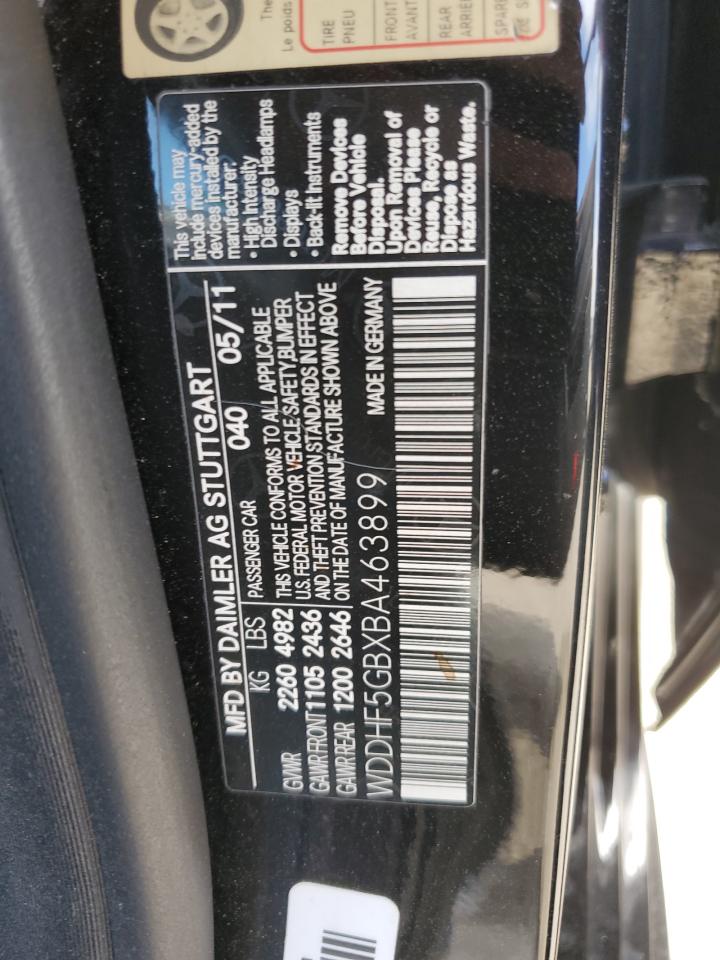 MFD BY DAIMLER AG STUTTGART
040 05/11
KG LBS PASSENGER CAR
GVWR 2260 4982 THIS VEHICLE CONFORMS TO ALL APPLICABLE
GAWR FRONT 1105 2436 U.S. FEDERAL MOTOR VEHICLE SAFETY, BUMPER
GAWR REAR 1200 2646 AND THEFT PREVENTION STANDARDS IN EFFECT
ON THE DATE OF MANUFACTURE SHOWN ABOVE
WDDHF5GBXBA463899 MADE IN GERMANY
This vehicle may
include mercury-added
devices installed by the
manufacturer:
• High Intensity
Discharge Headlamps
• Displays
• Back-lit Instruments
Remove Devices
Before Vehicle
Disposal.
Upon Removal of
Devices Please
Reuse, Recycle or
Dispose as
Hazardous Waste.
The
Le poids
TIRE
PNEU
FRONT
AVANT
REAR
ARRIÈRE
SPARE